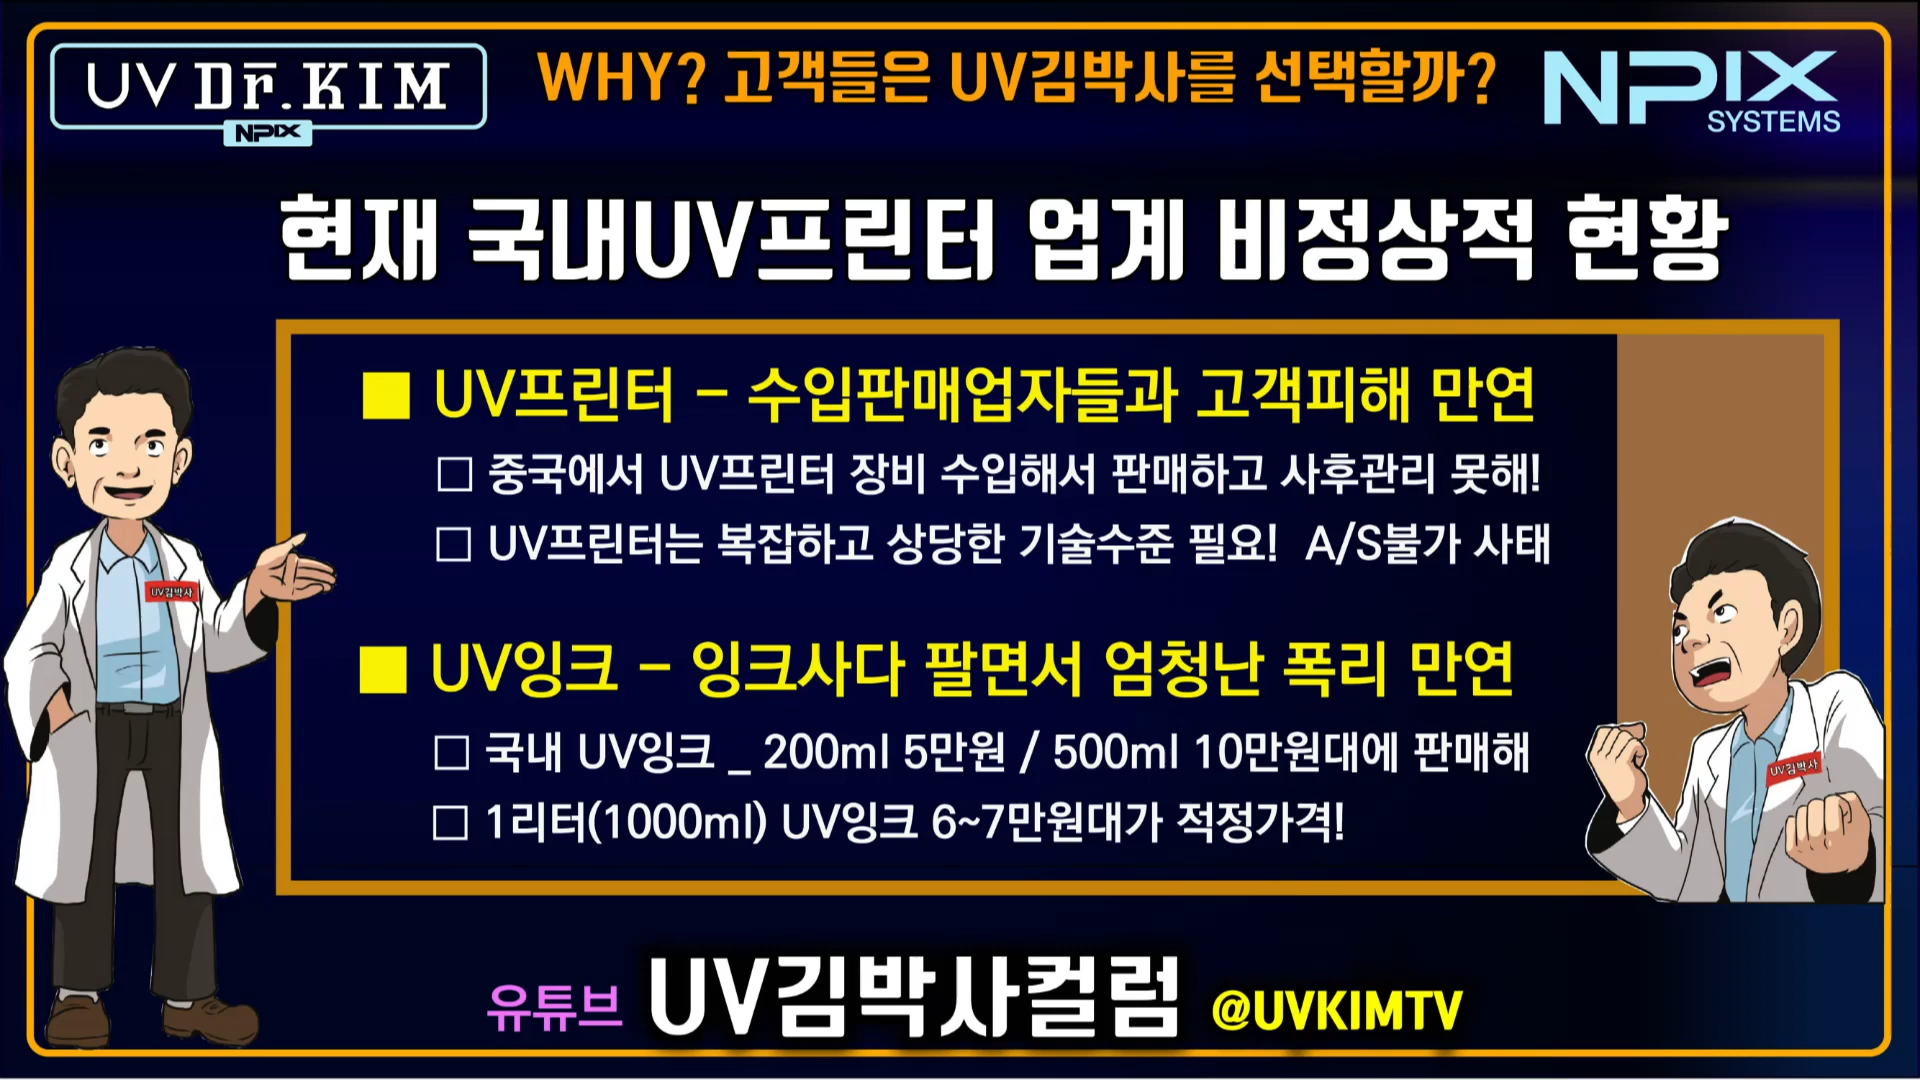 UV Dr.KIM
NPIX
WHY? 고객들은 UV김박사를 선택할까?
NPIX
SYSTEMS
현재 국내UV프린터 업계 비정상적 현황
■ UV프린터 – 수입판매업자들과 고객피해 만연
□ 중국에서 UV프린터 장비 수입해서 판매하고 사후관리 못해!
□ UV프린터는 복잡하고 상당한 기술수준 필요! A/S불가 사태
■ UV잉크 – 잉크사다 팔면서 엄청난 폭리 만연
□ 국내 UV잉크 _ 200ml 5만원 / 500ml 10만원대에 판매해
□ 1리터(1000ml) UV잉크 6~7만원대가 적정가격!
UV김박사
UV김박사
유튜브 UV김박사컬럼 @UVKIMTV